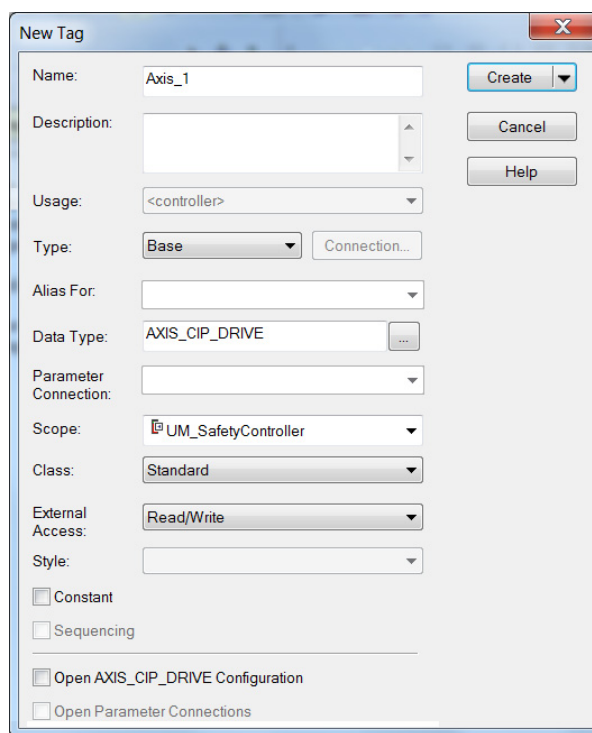 New Tag
Name: Axis_1 Create
Description: Cancel
Help
Usage: <controller>
Type: Base Connection...
Alias For:
Data Type: AXIS_CIP_DRIVE ...
Parameter
Connection:
Scope: UM_SafetyController
Class: Standard
External
Access: Read/Write
Style:
Constant
Sequencing
Open AXIS_CIP_DRIVE Configuration
Open Parameter Connections